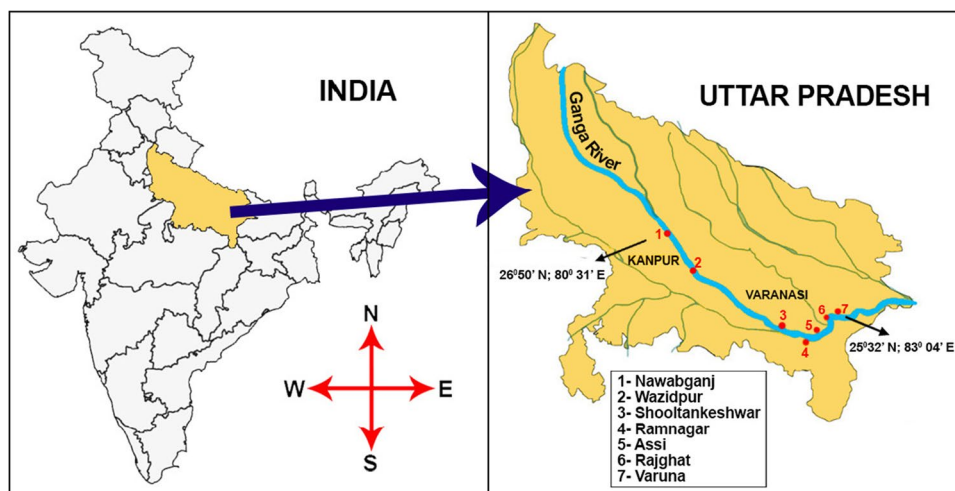 INDIA
N
W
E
S
UTTAR PRADESH
Ganga River
1
KANPUR
26⁰50' N; 80⁰ 31' E
2
VARANASI
3
4
5
6
7
25⁰32' N; 83⁰ 04' E
1- Nawabganj
2- Wazidpur
3- Shooltankeshwar
4- Ramnagar
5- Assi
6- Rajghat
7- Varuna